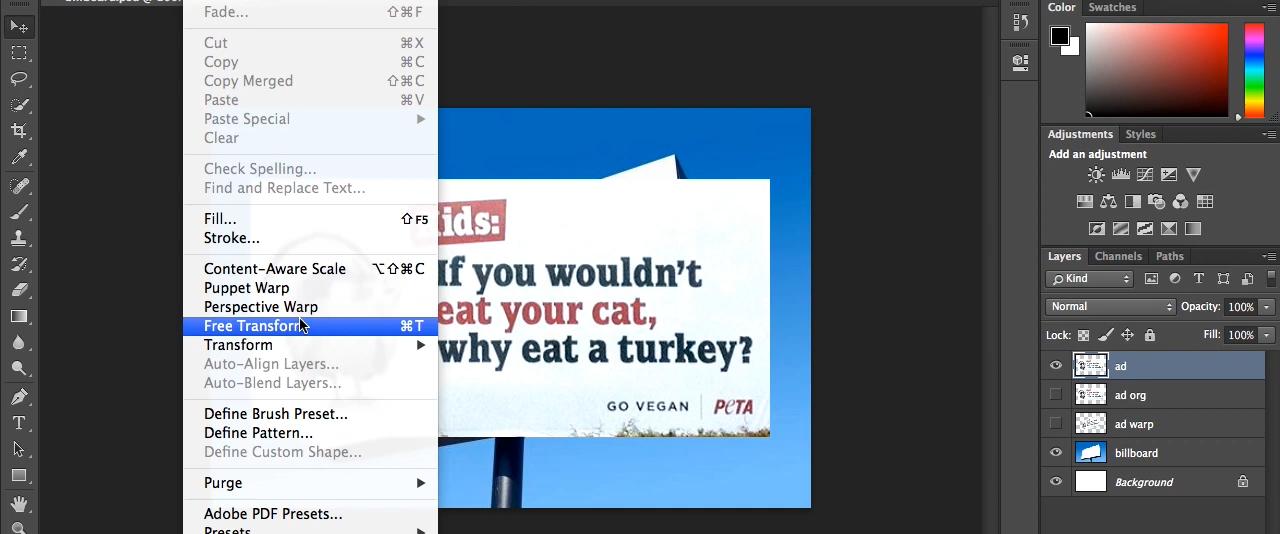 Fade... ⇧⌘F
Color Swatches
Cut ⌘X
Copy ⌘C
Copy Merged ⇧⌘C
Paste ⌘V
Paste Special
Clear
Check Spelling...
Find and Replace Text...
Fill... ⇧F5
Stroke...
Content-Aware Scale ⌥⇧⌘C
Puppet Warp
Perspective Warp
Free Transform ⌘T
Transform
Auto-Align Layers...
Auto-Blend Layers...
Define Brush Preset...
Define Pattern...
Define Custom Shape...
Purge
Adobe PDF Presets...
Presets
ids:
If you wouldn't
eat your cat,
why eat a turkey?
GO VEGAN PETA
Adjustments Styles
Add an adjustment
Layers Channels Paths
Kind
Normal Opacity: 100%
Lock: Fill: 100%
ad
ad org
ad warp
billboard
Background